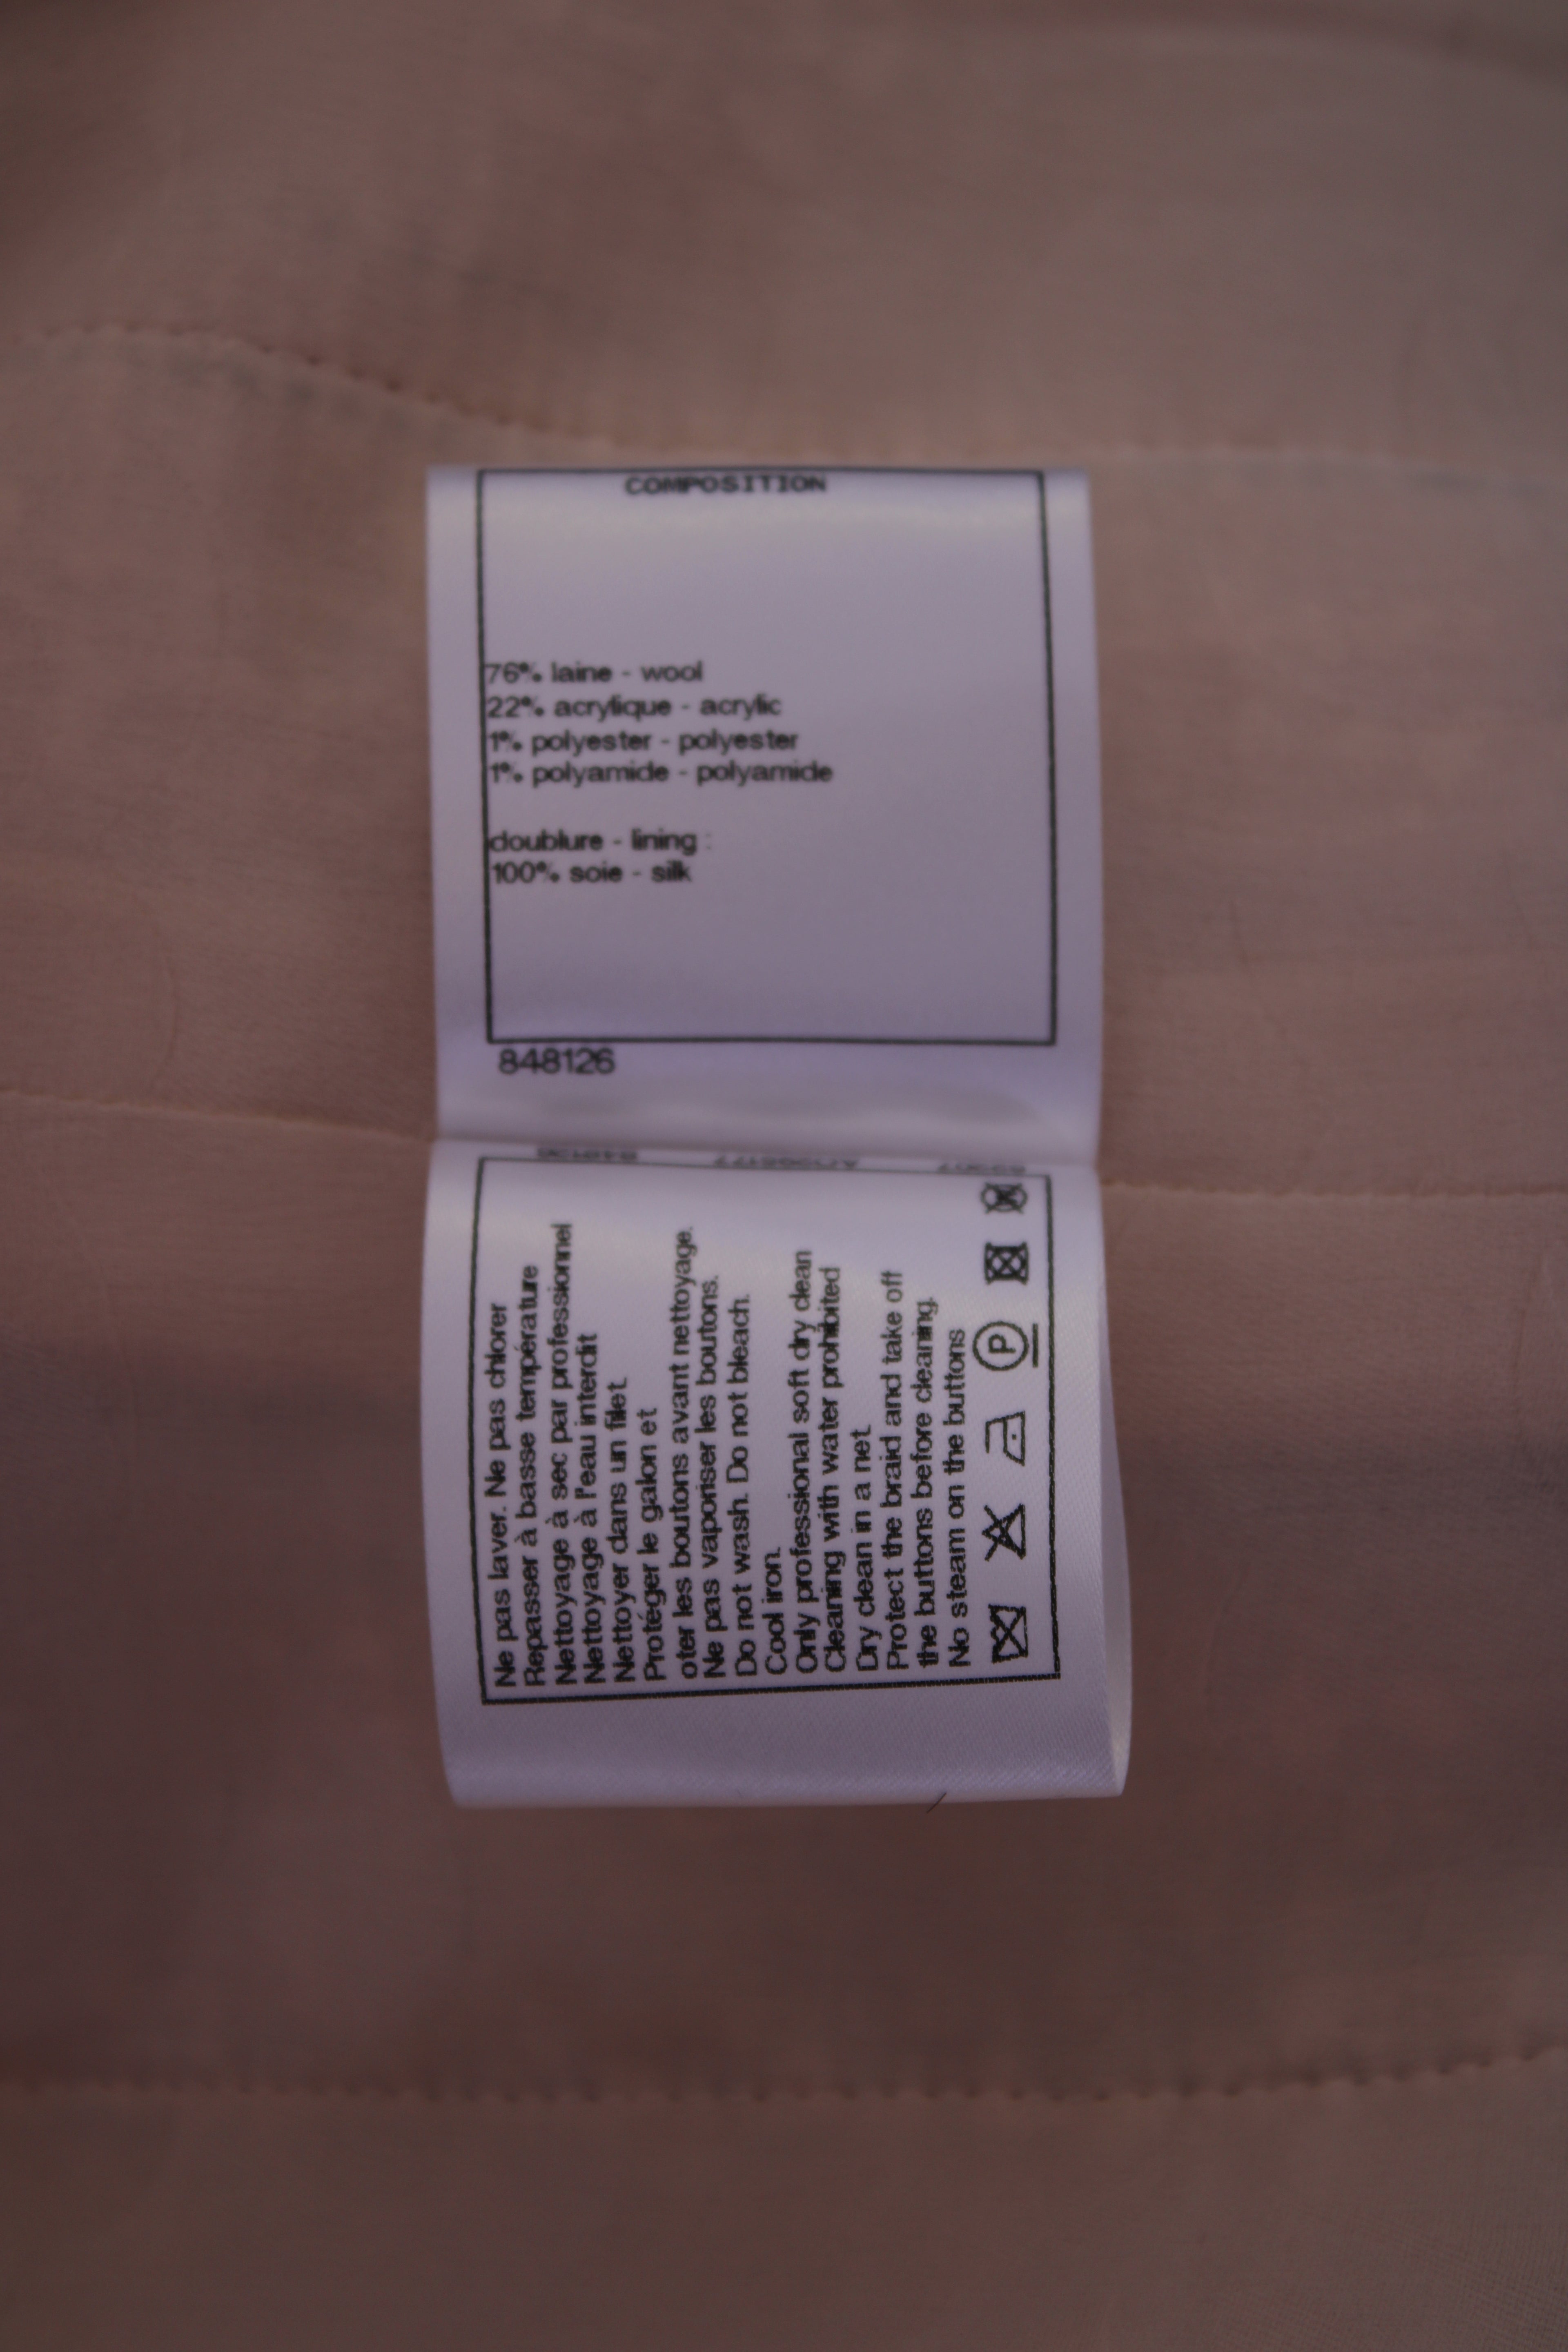 COMPOSITION
76% laine - wool
22% acrylique - acrylic
1% polyester - polyester
1% polyamide - polyamide
doublure - lining :
100% soie - silk
848126
Ne pas laver. Ne pas chlorer
Repasser à basse température
Nettoyage à sec par professionnel
Nettoyage à l'eau interdit
Nettoyer dans un filet.
Protéger le galon et
oter les boutons avant nettoyage.
Ne pas vaporiser les boutons.
Do not wash. Do not bleach.
Cool iron.
Only professional soft dry clean
Cleaning with water prohibited
Dry clean in a net.
Protect the braid and take off
the buttons before cleaning.
No steam on the buttons
P